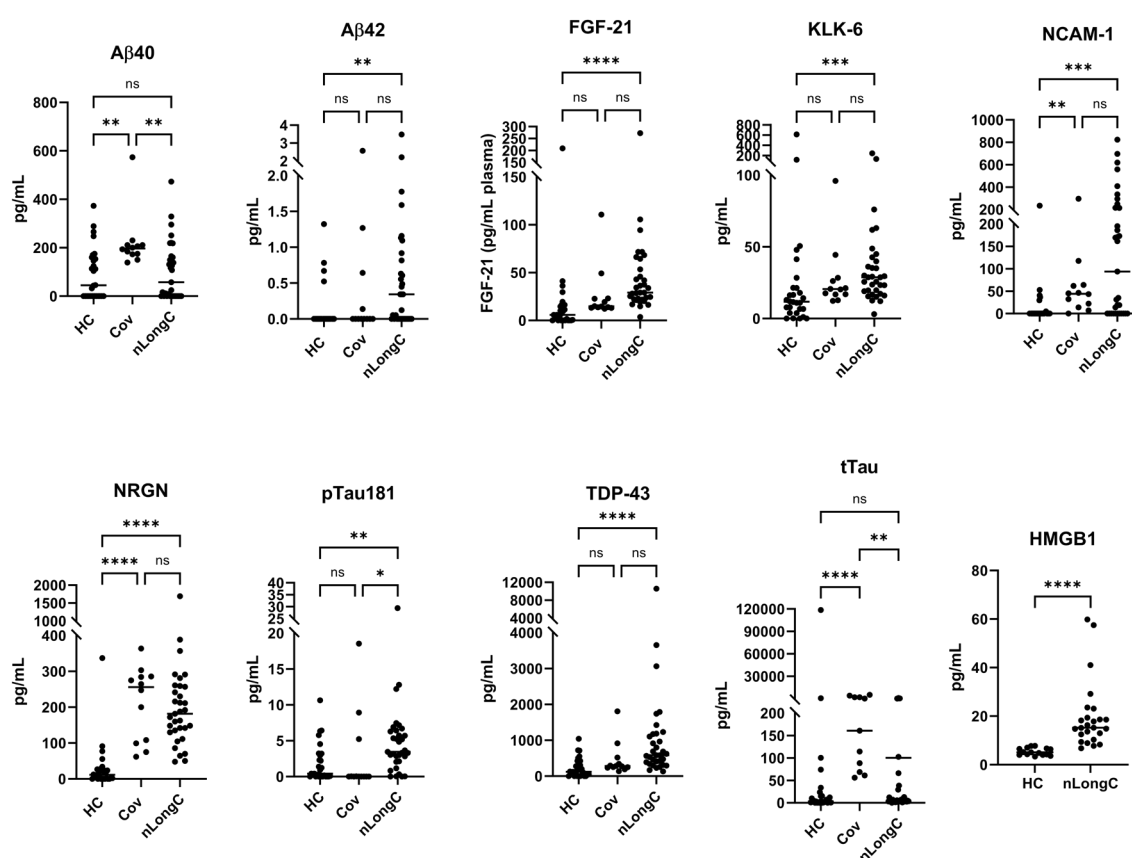 Aβ40
ns
** **
800
600
400
200
0
pg/mL
HC Cov nLongC
Aβ42
**
ns ns
4
3
2
2.0
1.5
1.0
0.5
0.0
pg/mL
HC Cov nLongC
FGF-21
****
ns ns
300
250
200
150
100
50
0
FGF-21 (pg/mL plasma)
HC Cov nLongC
KLK-6
***
ns ns
800
600
400
200
100
50
0
pg/mL
HC Cov nLongC
NCAM-1
***
** ns
1000
800
600
400
200
200
150
100
50
0
pg/mL
HC Cov nLongC
NRGN
****
**** ns
2000
1500
1000
400
300
200
100
0
pg/mL
HC Cov nLongC
pTau181
**
ns *
40
35
30
25
20
15
10
5
0
pg/mL
HC Cov nLongC
TDP-43
****
ns ns
12000
8000
4000
4000
3000
2000
1000
0
pg/mL
HC Cov nLongC
tTau
ns
**
****
120000
90000
60000
30000
200
150
100
50
0
pg/mL
HC Cov nLongC
HMGB1
****
80
60
40
20
0
pg/mL
HC nLongC